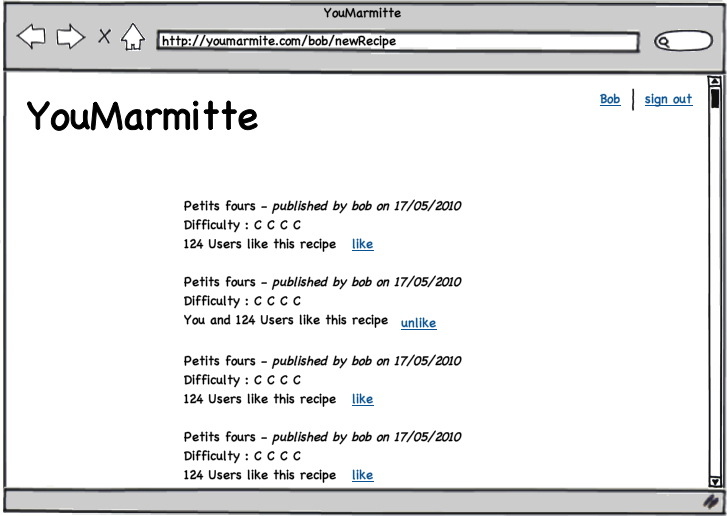 YouMarmitte
http://youmarmite.com/bob/newRecipe
Bob | sign out
YouMarmitte
Petits fours - published by bob on 17/05/2010
Difficulty : C C C C
124 Users like this recipe like
Petits fours - published by bob on 17/05/2010
Difficulty : C C C C
You and 124 Users like this recipe unlike
Petits fours - published by bob on 17/05/2010
Difficulty : C C C C
124 Users like this recipe like
Petits fours - published by bob on 17/05/2010
Difficulty : C C C C
124 Users like this recipe like